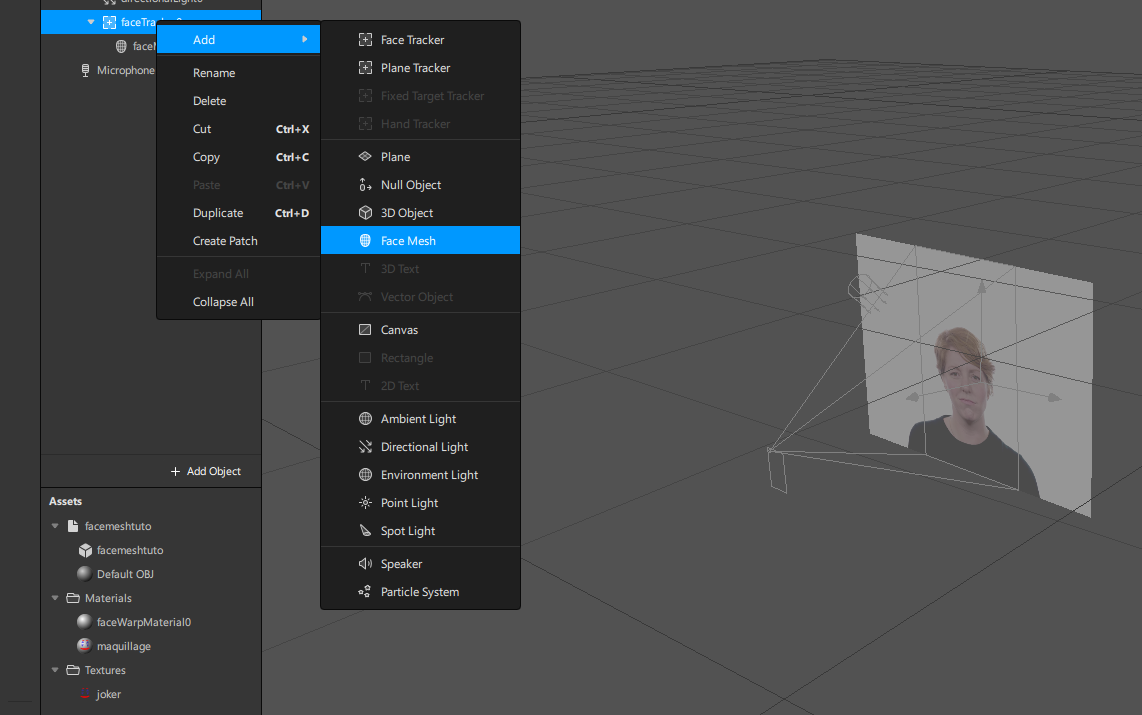 Add
Rename
Delete
Cut Ctrl+X
Copy Ctrl+C
Paste Ctrl+V
Duplicate Ctrl+D
Create Patch
Expand All
Collapse All
Face Tracker
Plane Tracker
Fixed Target Tracker
Hand Tracker
Plane
Null Object
3D Object
Face Mesh
3D Text
Vector Object
Canvas
Rectangle
2D Text
Ambient Light
Directional Light
Environment Light
Point Light
Spot Light
Speaker
Particle System
Microphone
+ Add Object
Assets
facemeshtuto
facemeshtuto
Default OBJ
Materials
faceWarpMaterial0
maquillage
Textures
joker